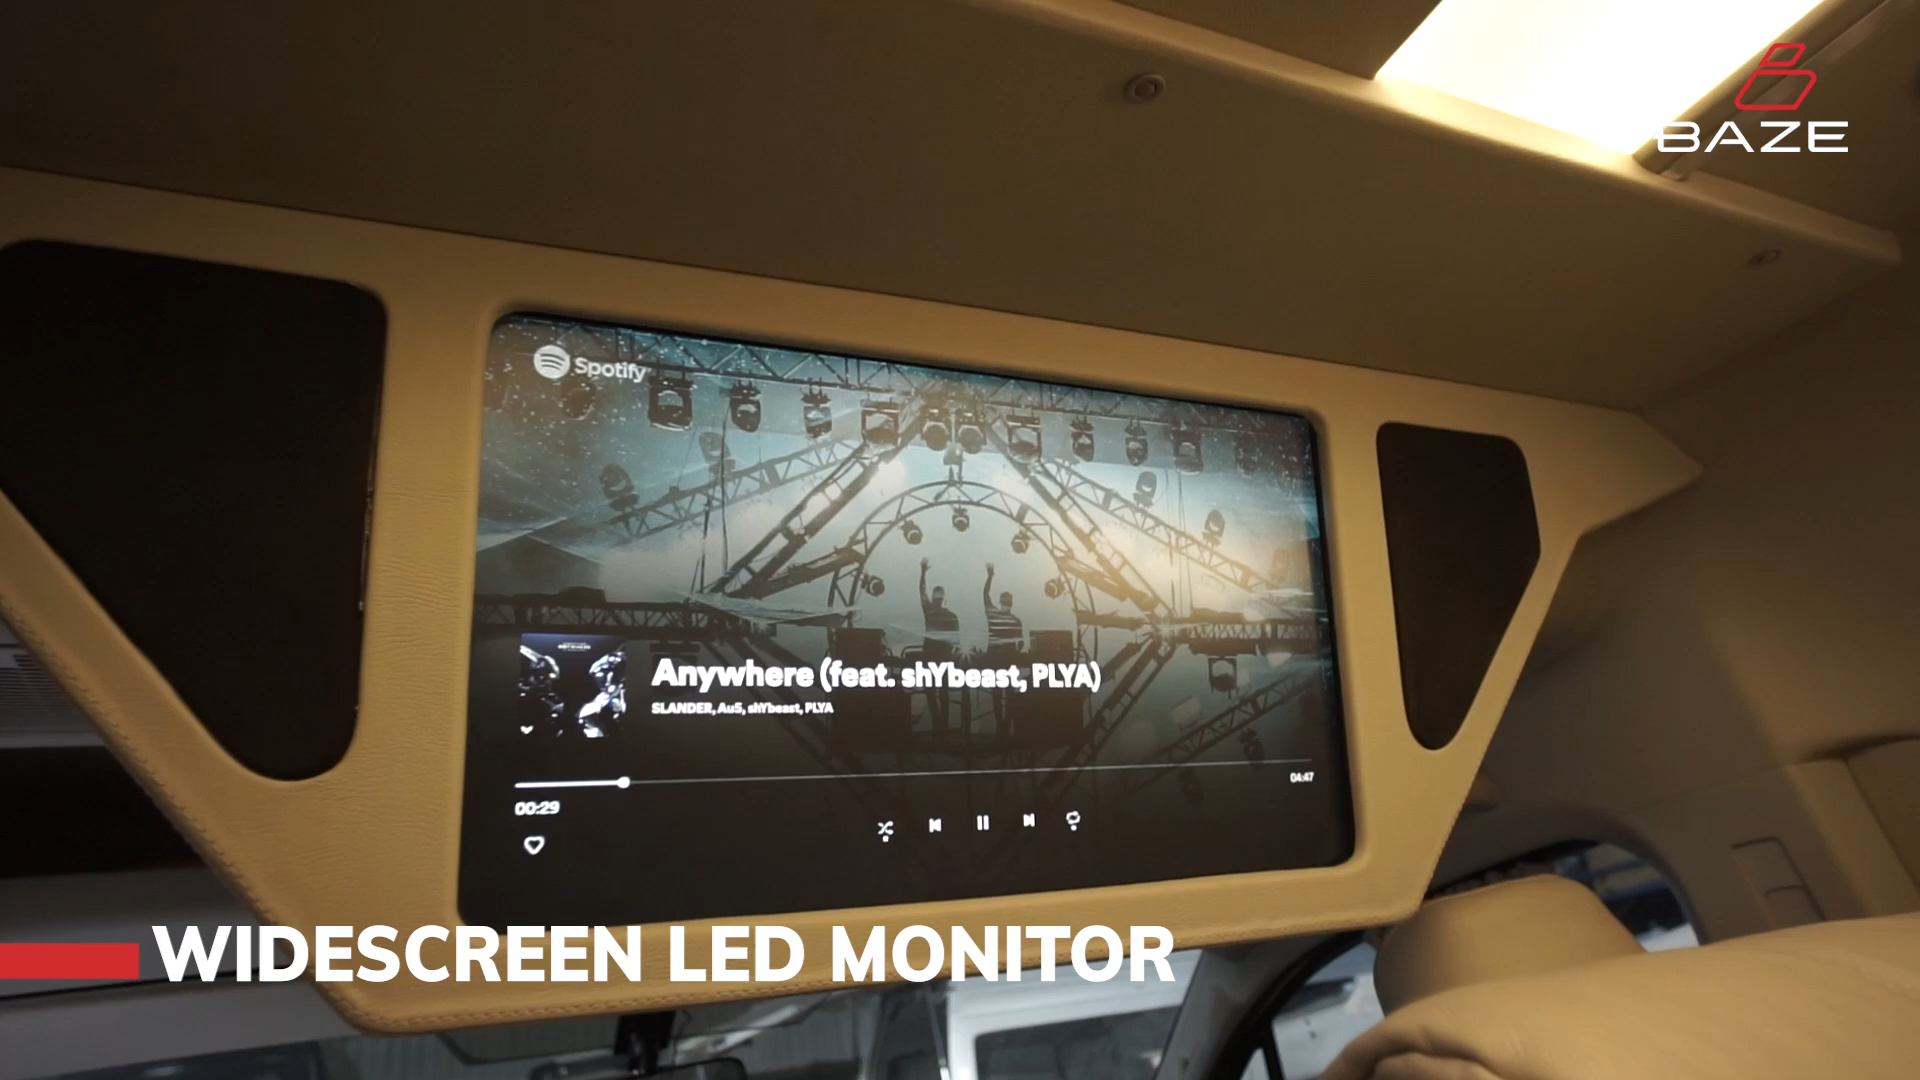 BAZE
Spotify
Anywhere (feat. shYbeast, PLYA)
SLANDER, Au5, shYbeast, PLYA
04:47
00:29
WIDESCREEN LED MONITOR